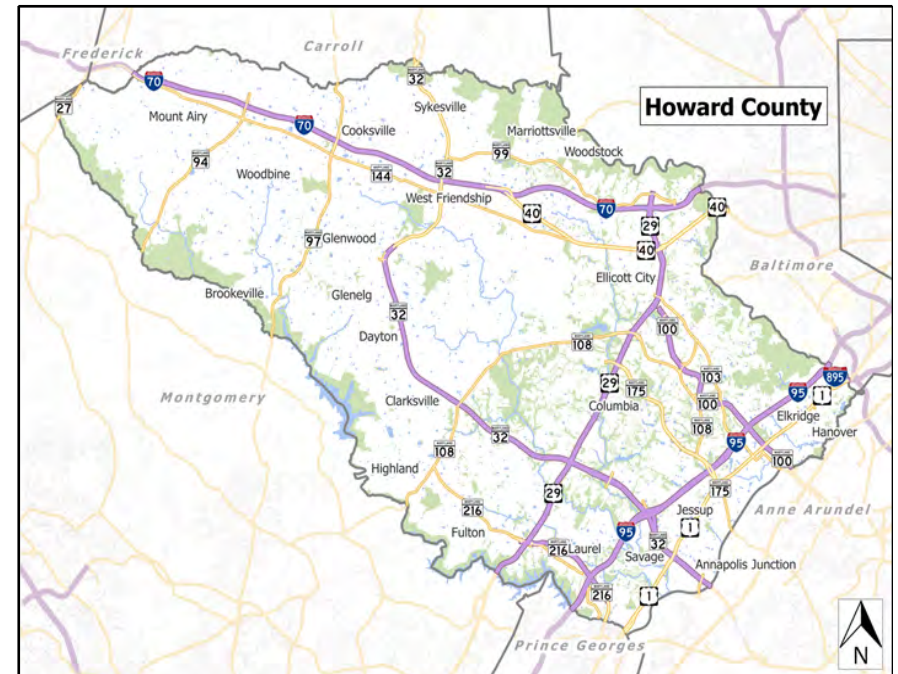 Frederick
Carroll
Howard County
70
32
27
Sykesville
Mount Airy
70
Cooksville
Marriottsville
99
Woodstock
94
Woodbine
144
32
West Friendship
70
40
40
29
40
97
Glenwood
Ellicott City
Baltimore
Brookeville
Glenelg
32
Dayton
100
108
103
895
Montgomery
Clarksville
29
175
95
1
Columbia
100
Elkridge
108
Hanover
108
32
95
100
Highland
29
175
216
Jessup
Anne Arundel
Fulton
95
1
216
Laurel
Savage
32
Annapolis Junction
216
1
Prince Georges
N
MARYLAND